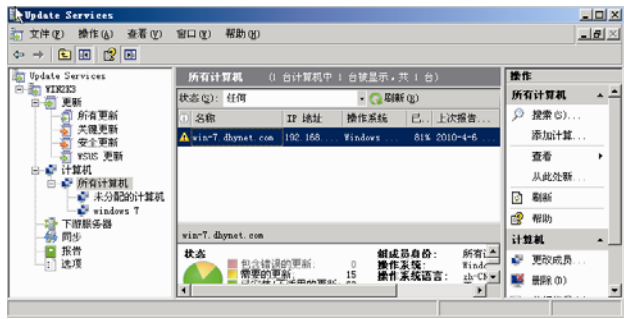 Update Services
文件(F) 操作(A) 查看(V) 窗口(W) 帮助(H)
Update Services
YIN2K3
更新
所有更新
关键更新
安全更新
WSUS 更新
计算机
所有计算机
未分配的计算机
windows 7
下游服务器
同步
报告
选项
所有计算机 (1 台计算机中 1 台被显示，共 1 台)
状态(S): 任何 刷新(R)
名称 IP 地址 操作系统 已.. 上次报告...
win-7.dhynet.com 192.168.... Windows ... 81% 2010-4-6 ...
win-7.dhynet.com
状态
包含错误的更新: 0
需要的更新: 15
组成员身份: 所有计
操作系统: Windo
操作系统语言: zh-CN
操作
所有计算机
搜索(S)...
添加计算...
查看
从此处新...
刷新
帮助
计算机
更改成员...
删除(D)